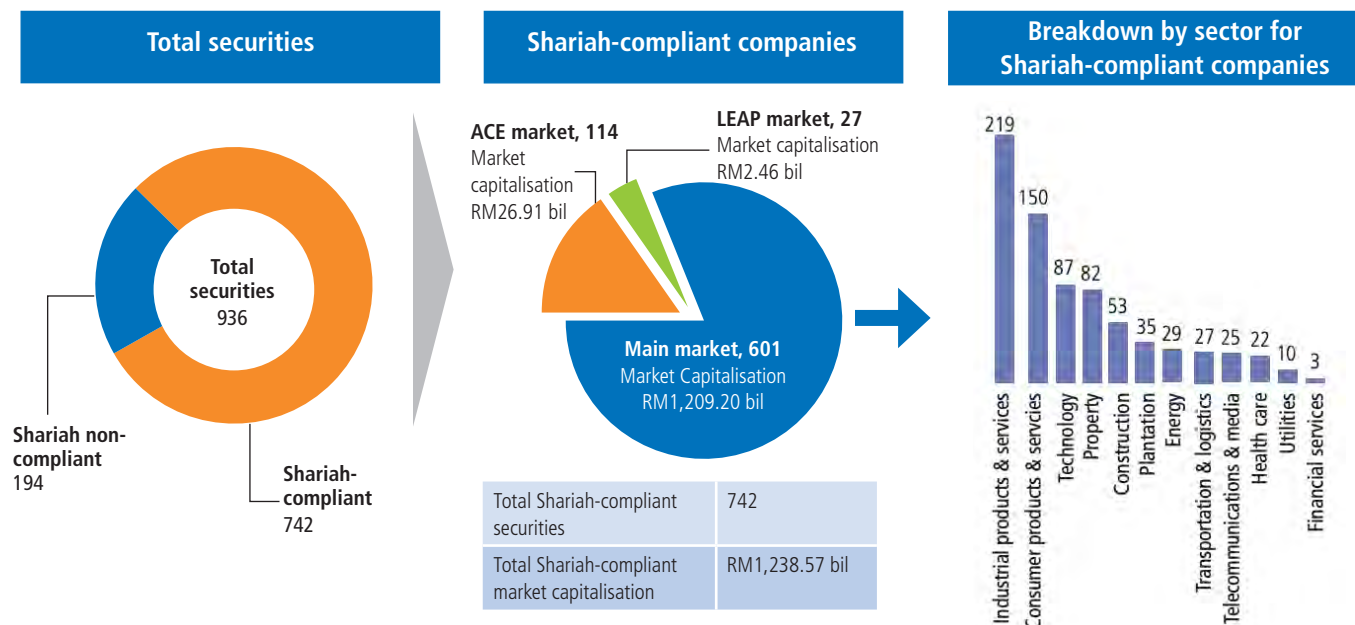 Total securities
Shariah-compliant companies
Breakdown by sector for
Shariah-compliant companies
Total
securities
936
Shariah non-
compliant
194
Shariah-
compliant
742
ACE market, 114
Market
capitalisation
RM26.91 bil
LEAP market, 27
Market capitalisation
RM2.46 bil
Main market, 601
Market Capitalisation
RM1,209.20 bil
Total Shariah-compliant
securities
742
Total Shariah-compliant
market capitalisation
RM1,238.57 bil
219
150
87
82
53
35
29
27
25
22
10
3
Industrial products & services
Consumer products & servcies
Technology
Property
Construction
Plantation
Energy
Transportation & logistics
Telecommunications & media
Health care
Utilities
Financial services